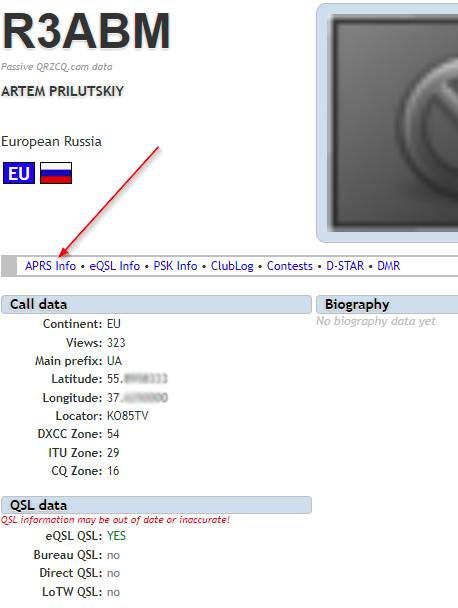 R3ABM
Passive QRZCQ.com data
ARTEM PRILUTSKIY
European Russia
EU
APRS Info • eQSL Info • PSK Info • ClubLog • Contests • D-STAR • DMR
Call data
Continent: EU
Views: 323
Main prefix: UA
Latitude: 55.
Longitude: 37.
Locator: KO85TV
DXCC Zone: 54
ITU Zone: 29
CQ Zone: 16
Biography
No biography data yet
QSL data
QSL information may be out of date or inaccurate!
eQSL QSL: YES
Bureau QSL: no
Direct QSL: no
LoTW QSL: no